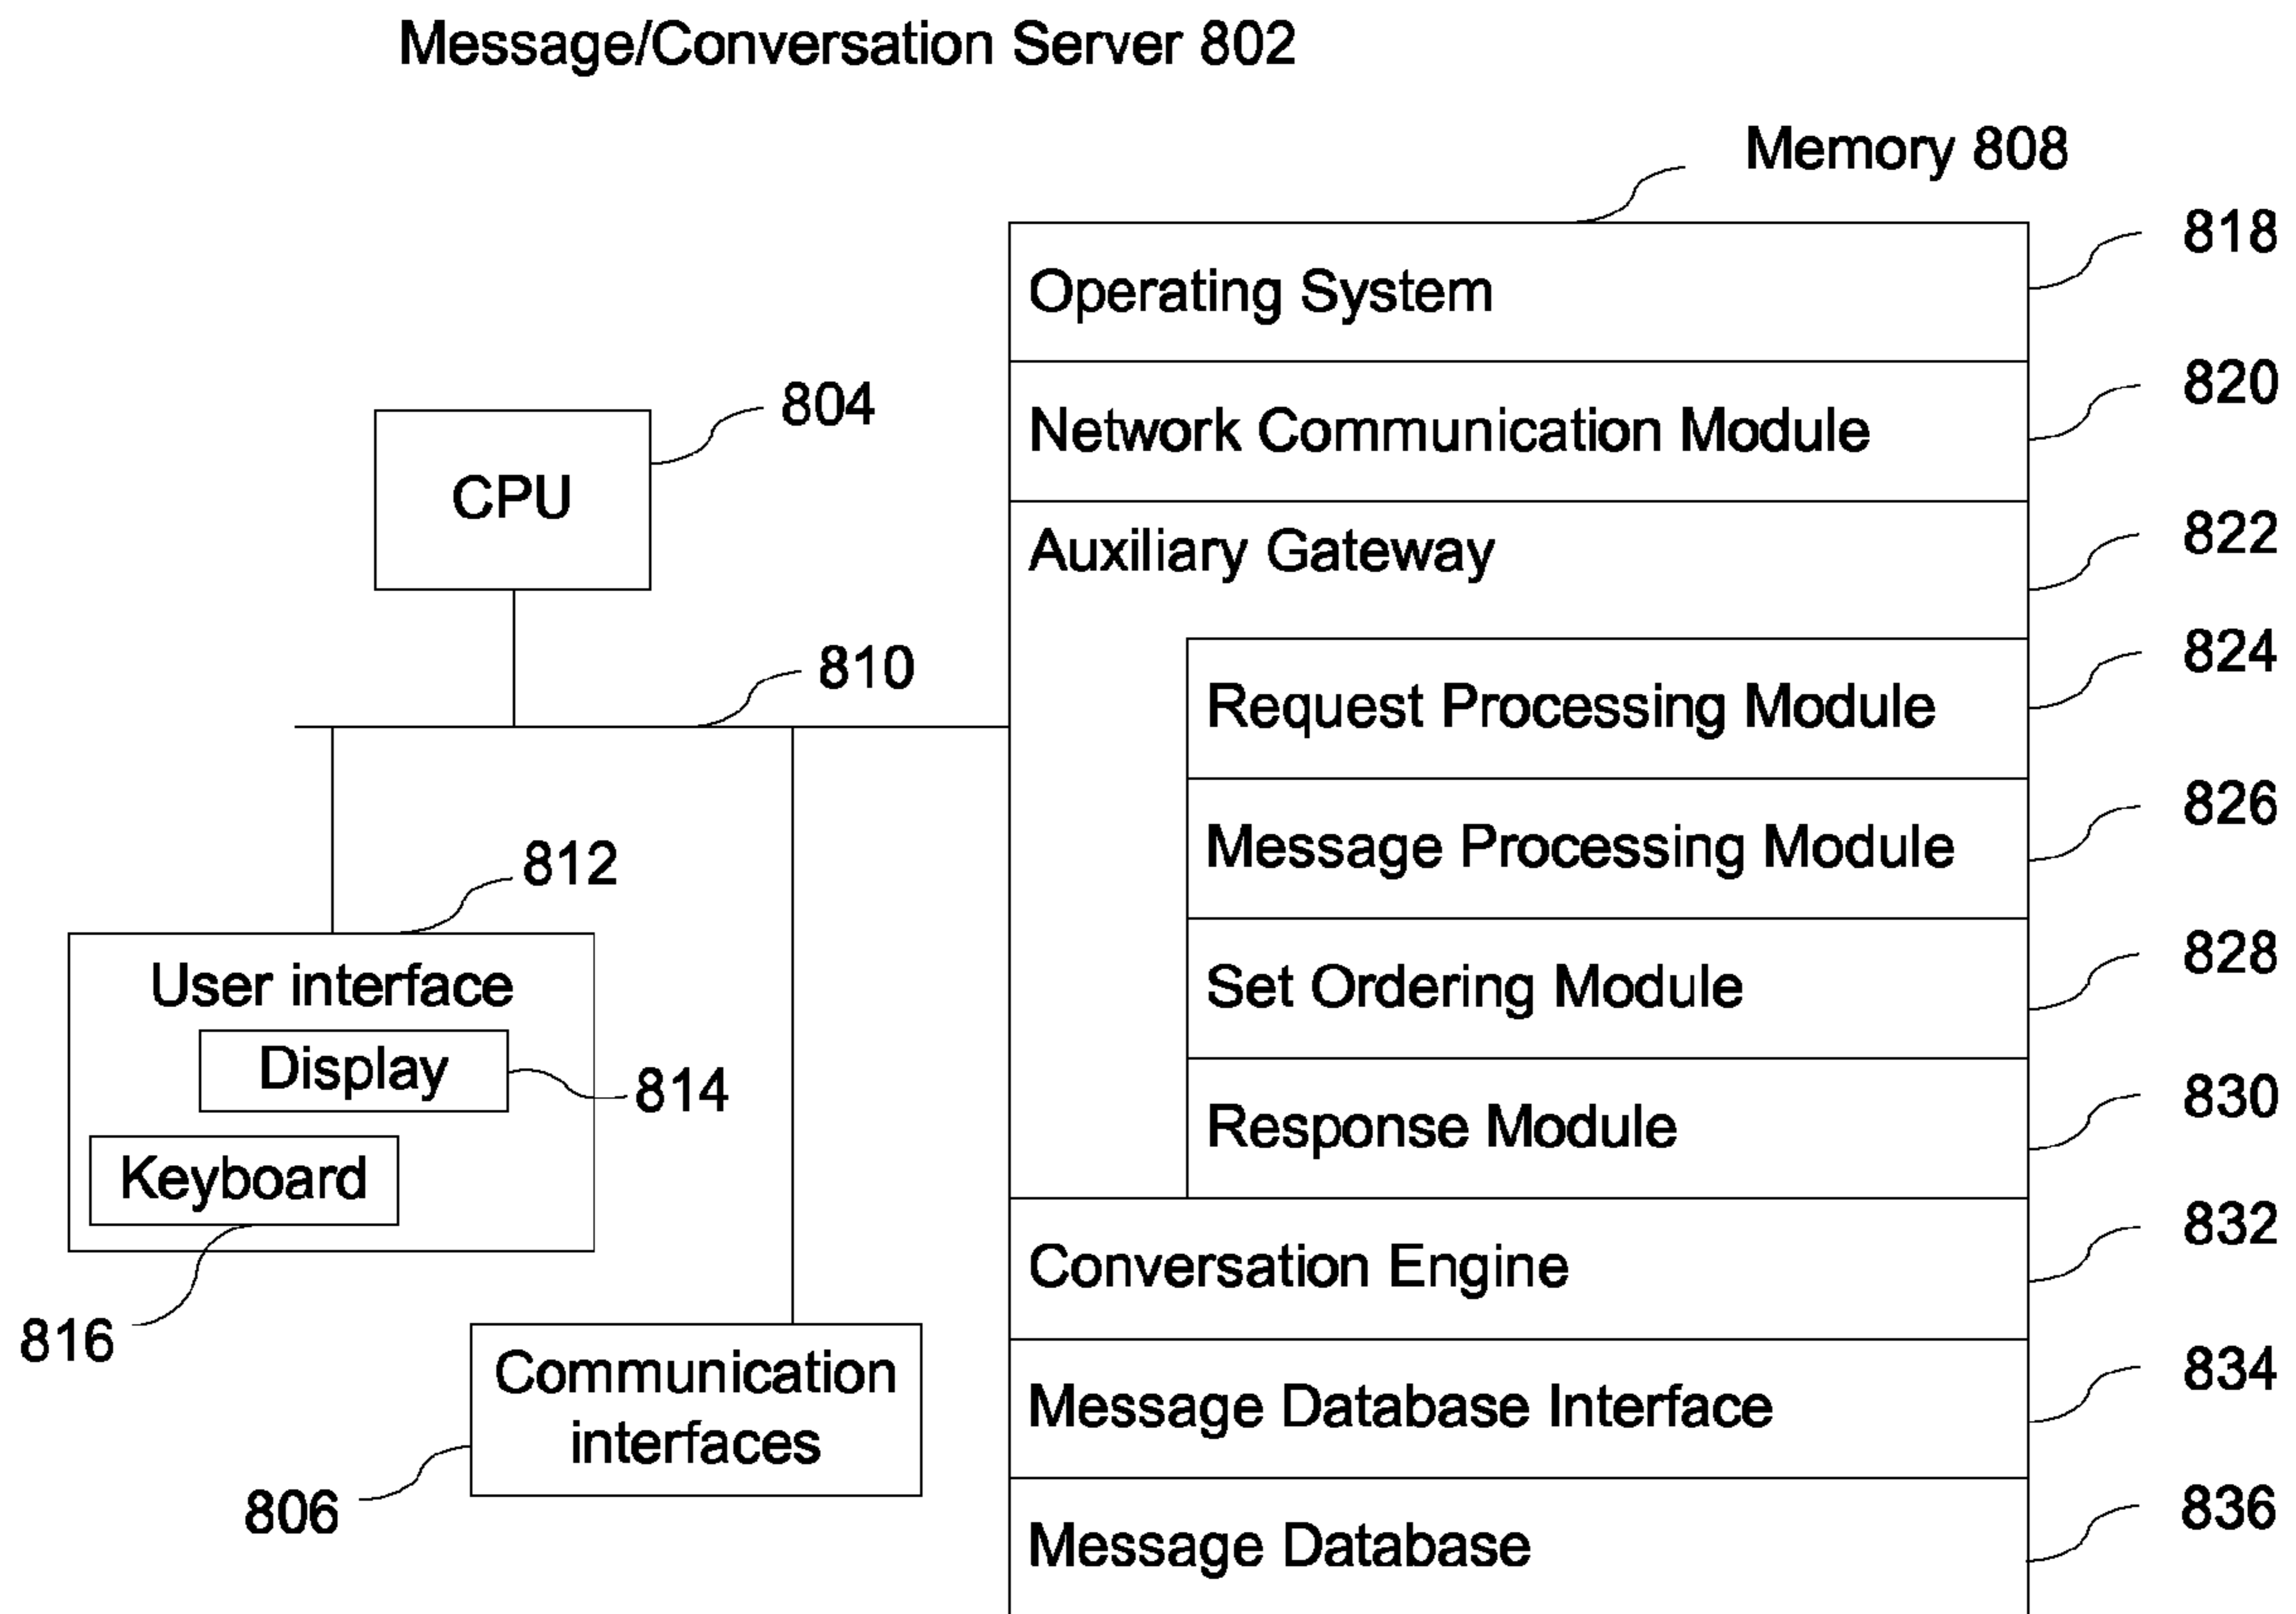 Message/Conversation Server 802
Memory 808
Operating System
818
Network Communication Module
820
Auxiliary Gateway
822
Request Processing Module
824
Message Processing Module
826
Set Ordering Module
828
Response Module
830
Conversation Engine
832
Message Database Interface
834
Message Database
836
CPU
804
810
812
User interface
Display
814
Keyboard
816
Communication
interfaces
806